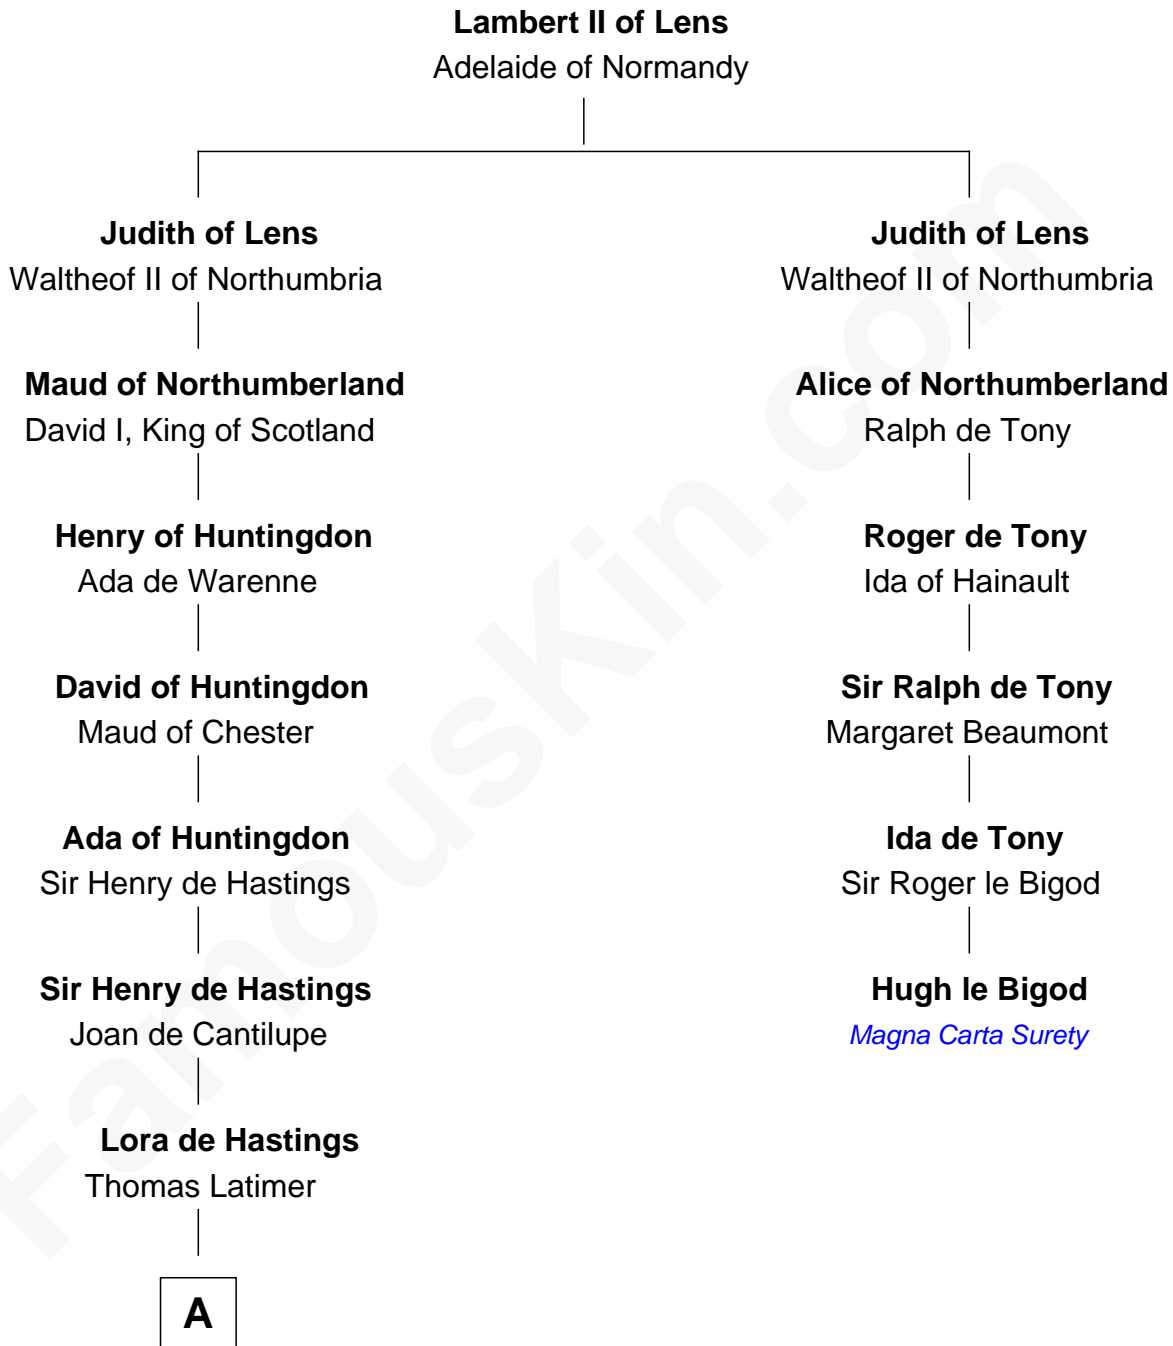 Lambert II of Lens
Adelaide of Normandy
Judith of Lens
Waltheof II of Northumbria
Maud of Northumberland
David I, King of Scotland
Henry of Huntingdon
Ada de Warenne
David of Huntingdon
Maud of Chester
Ada of Huntingdon
Sir Henry de Hastings
Sir Henry de Hastings
Joan de Cantilupe
Lora de Hastings
Thomas Latimer
A
Judith of Lens
Waltheof II of Northumbria
Alice of Northumberland
Ralph de Tony
Roger de Tony
Ida of Hainault
Sir Ralph de Tony
Margaret Beaumont
Ida de Tony
Sir Roger le Bigod
Hugh le Bigod
Magna Carta Surety
FamousKin.com